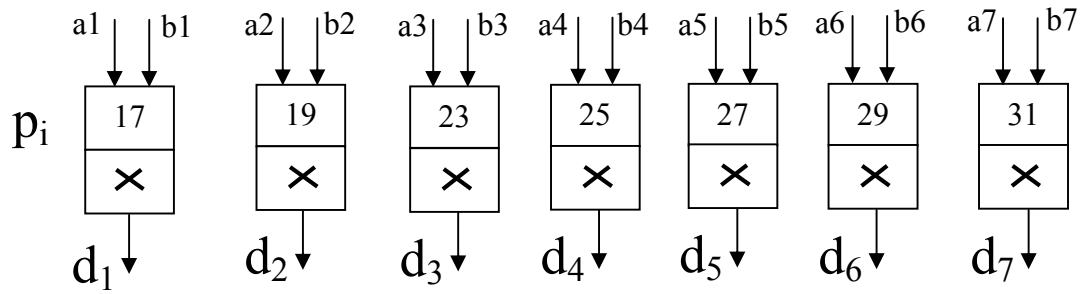 a1 b1 a2 b2 a3 b3 a4 b4 a5 b5 a6 b6 a7 b7
pᵢ 17 19 23 25 27 29 31
× × × × × × ×
d₁ d₂ d₃ d₄ d₅ d₆ d₇